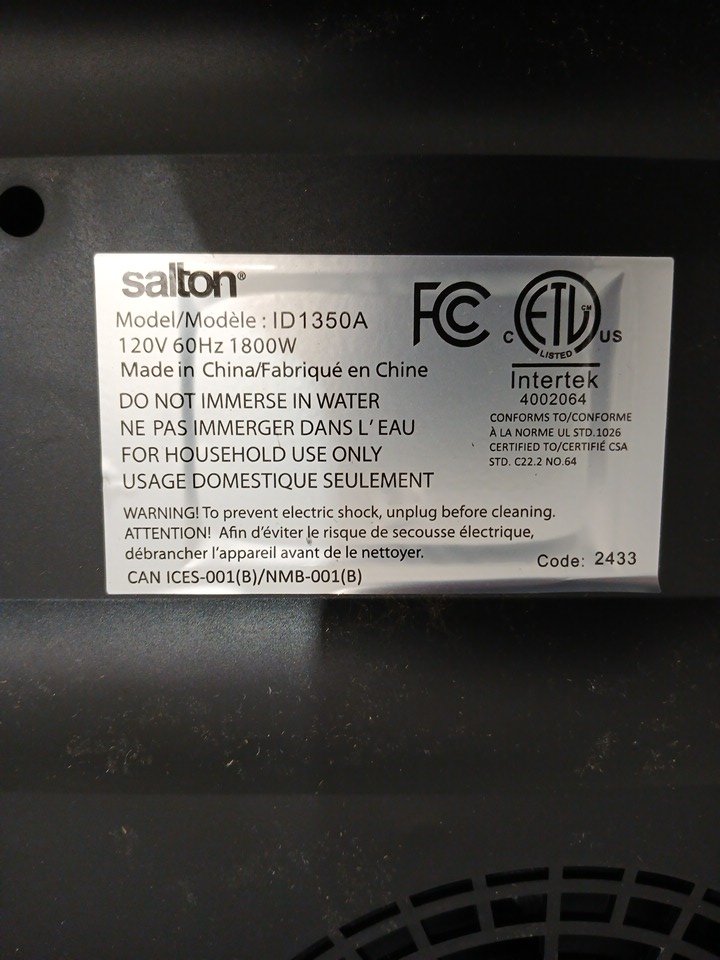 salton®
Model/Modèle : ID1350A
120V 60Hz 1800W
Made in China/Fabriqué en Chine
DO NOT IMMERSE IN WATER
NE PAS IMMERGER DANS L' EAU
FOR HOUSEHOLD USE ONLY
USAGE DOMESTIQUE SEULEMENT
WARNING! To prevent electric shock, unplug before cleaning.
ATTENTION! Afin d'éviter le risque de secousse électrique,
débrancher l'appareil avant de le nettoyer.
CAN ICES-001(B)/NMB-001(B)
FC
C ETL CM US
LISTED
Intertek
4002064
CONFORMS TO/CONFORME
À LA NORME UL STD.1026
CERTIFIED TO/CERTIFIÉ CSA
STD. C22.2 NO.64
Code: 2433